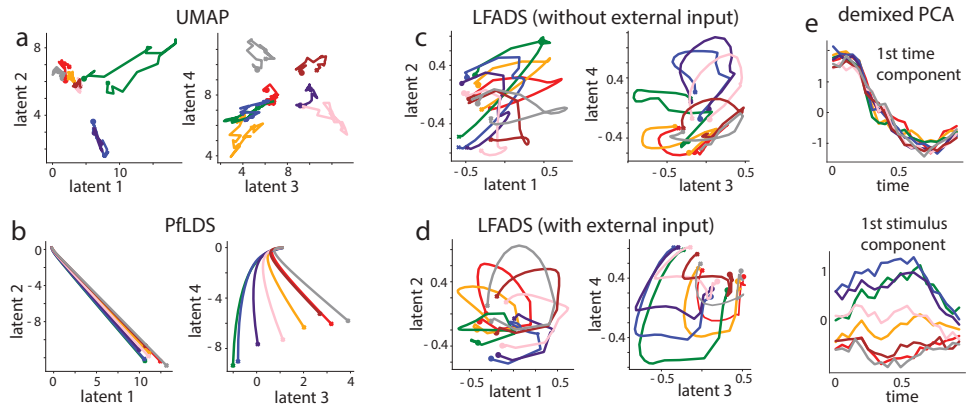 a
UMAP
latent 2
8
4
0
10
latent 1
latent 4
12
8
4
4
8
12
latent 3
b
PfLDS
latent 2
0
-4
-8
0
5
10
latent 1
latent 4
0
-4
-8
0
2
4
latent 3
c
LFADS (without external input)
latent 2
0.4
- 0.4
- 0.5
0.5
latent 1
latent 4
0.4
- 0.4
- 0.5
0.5
latent 3
d
LFADS (with external input)
latent 2
0.4
-0.4
-0.5
0.5
latent 1
latent 4
0.4
-0.4
- 0.5
0.5
latent 3
e
demixed PCA
1st time
component
1
0
-1
0
0.5
time
1st stimulus
component
1
0
0
0.5
time